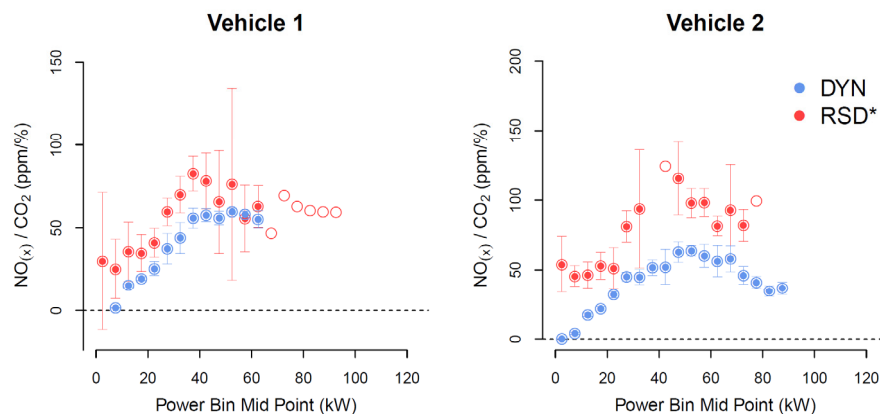 Vehicle 1
Vehicle 2
NO(x) / CO2 (ppm/%)
150
100
50
0
0 20 40 60 80 100 120
Power Bin Mid Point (kW)
NO(x) / CO2 (ppm/%)
200
150
100
50
0
0 20 40 60 80 100 120
Power Bin Mid Point (kW)
DYN
RSD*